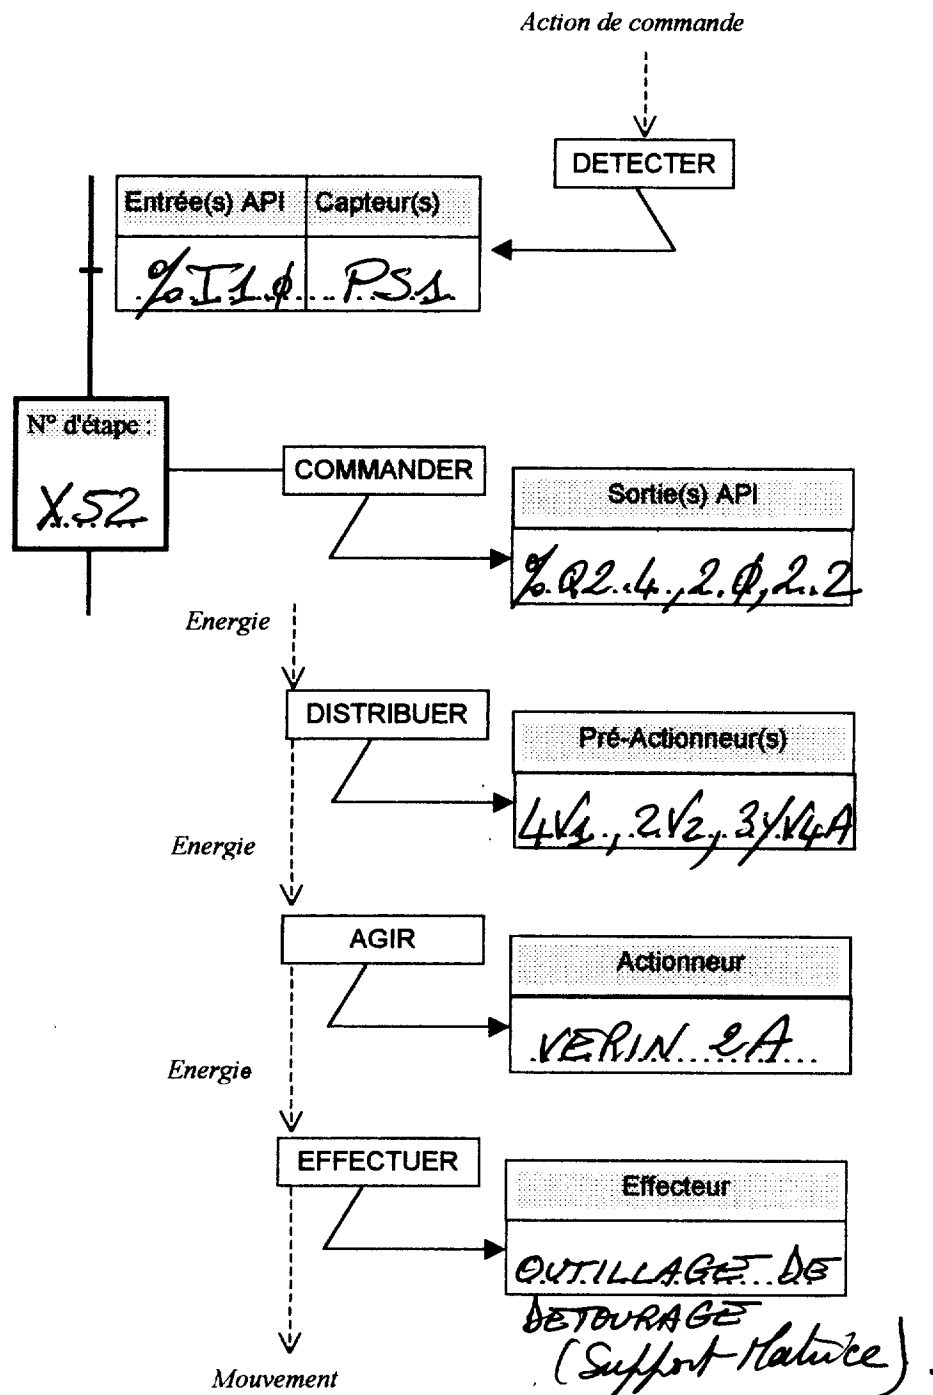 Action de commande
DETECTER
Entrée(s) API Capteur(s)
%I1.0 PS1
N° d'étape :
X52
COMMANDER
Sortie(s) API
%Q2.4, 2.0, 2.2
Energie
DISTRIBUER
Pré-Actionneur(s)
4V1, 2V2, 3YV4A
Energie
AGIR
Actionneur
VERIN 2A
Energie
EFFECTUER
Effecteur
OUTILLAGE DE
DETOURAGE
(Support Matrice).
Mouvement